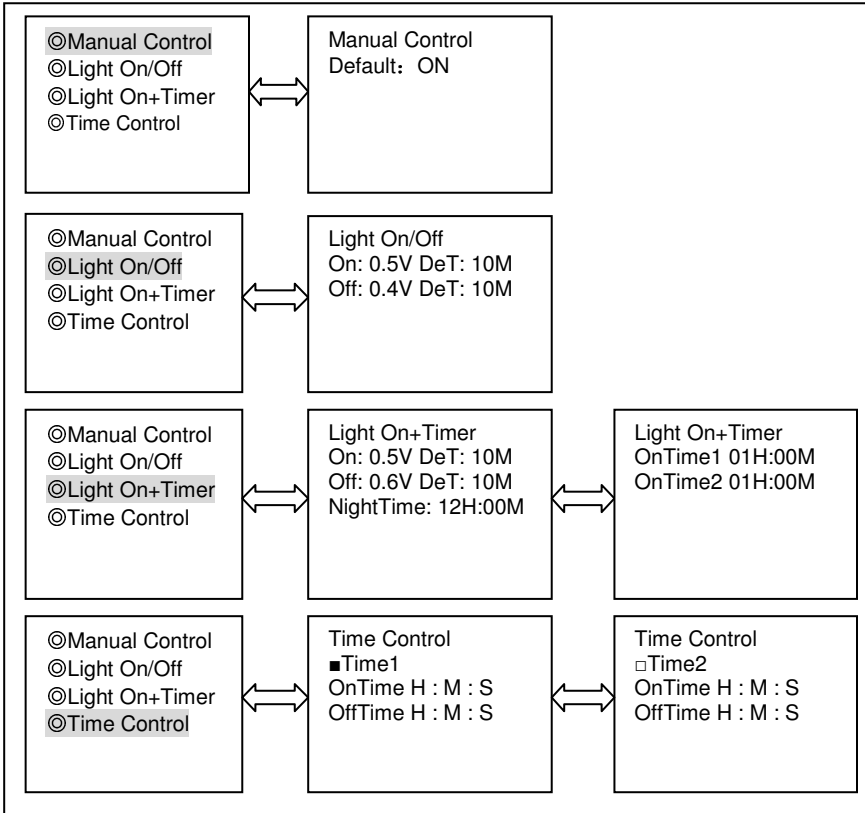 ◎Manual Control
◎Light On/Off
◎Light On+Timer
◎Time Control
Manual Control
Default：ON
◎Manual Control
◎Light On/Off
◎Light On+Timer
◎Time Control
Light On/Off
On: 0.5V DeT: 10M
Off: 0.4V DeT: 10M
◎Manual Control
◎Light On/Off
◎Light On+Timer
◎Time Control
Light On+Timer
On: 0.5V DeT: 10M
Off: 0.6V DeT: 10M
NightTime: 12H:00M
Light On+Timer
OnTime1 01H:00M
OnTime2 01H:00M
◎Manual Control
◎Light On/Off
◎Light On+Timer
◎Time Control
Time Control
■Time1
OnTime H : M : S
OffTime H : M : S
Time Control
□Time2
OnTime H : M : S
OffTime H : M : S